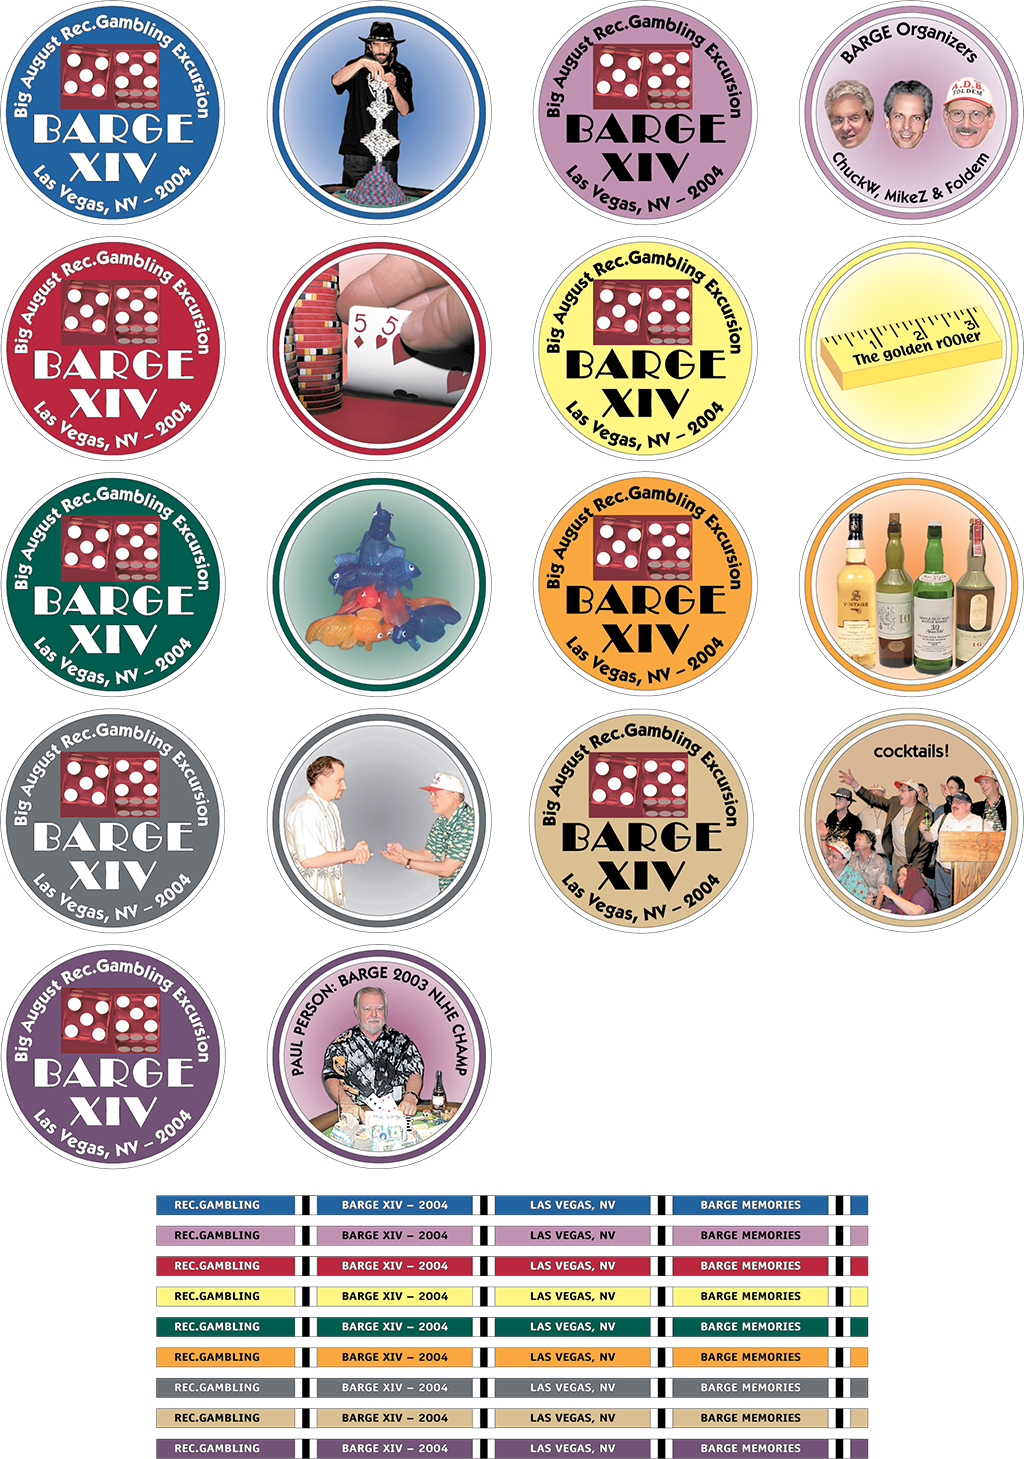 Big August Rec.Gambling Excursion
BARGE
XIV
Las Vegas, NV – 2004
Big August Rec.Gambling Excursion
BARGE
XIV
Las Vegas, NV – 2004
BARGE Organizers
A.D.B.
FOLDEM
ChuckW, MikeZ & Foldem
Big August Rec.Gambling Excursion
BARGE
XIV
Las Vegas, NV – 2004
5 5
Big August Rec.Gambling Excursion
BARGE
XIV
Las Vegas, NV – 2004
1 2 3
The golden r00ler
Big August Rec.Gambling Excursion
BARGE
XIV
Las Vegas, NV – 2004
Big August Rec.Gambling Excursion
BARGE
XIV
Las Vegas, NV – 2004
VINTAGE
10
10
Big August Rec.Gambling Excursion
BARGE
XIV
Las Vegas, NV – 2004
Big August Rec.Gambling Excursion
BARGE
XIV
Las Vegas, NV – 2004
cocktails!
Big August Rec.Gambling Excursion
BARGE
XIV
Las Vegas, NV – 2004
PAUL PERSON: BARGE 2003 NLHE CHAMP
REC.GAMBLING BARGE XIV – 2004 LAS VEGAS, NV BARGE MEMORIES
REC.GAMBLING BARGE XIV – 2004 LAS VEGAS, NV BARGE MEMORIES
REC.GAMBLING BARGE XIV – 2004 LAS VEGAS, NV BARGE MEMORIES
REC.GAMBLING BARGE XIV – 2004 LAS VEGAS, NV BARGE MEMORIES
REC.GAMBLING BARGE XIV – 2004 LAS VEGAS, NV BARGE MEMORIES
REC.GAMBLING BARGE XIV – 2004 LAS VEGAS, NV BARGE MEMORIES
REC.GAMBLING BARGE XIV – 2004 LAS VEGAS, NV BARGE MEMORIES
REC.GAMBLING BARGE XIV – 2004 LAS VEGAS, NV BARGE MEMORIES
REC.GAMBLING BARGE XIV – 2004 LAS VEGAS, NV BARGE MEMORIES